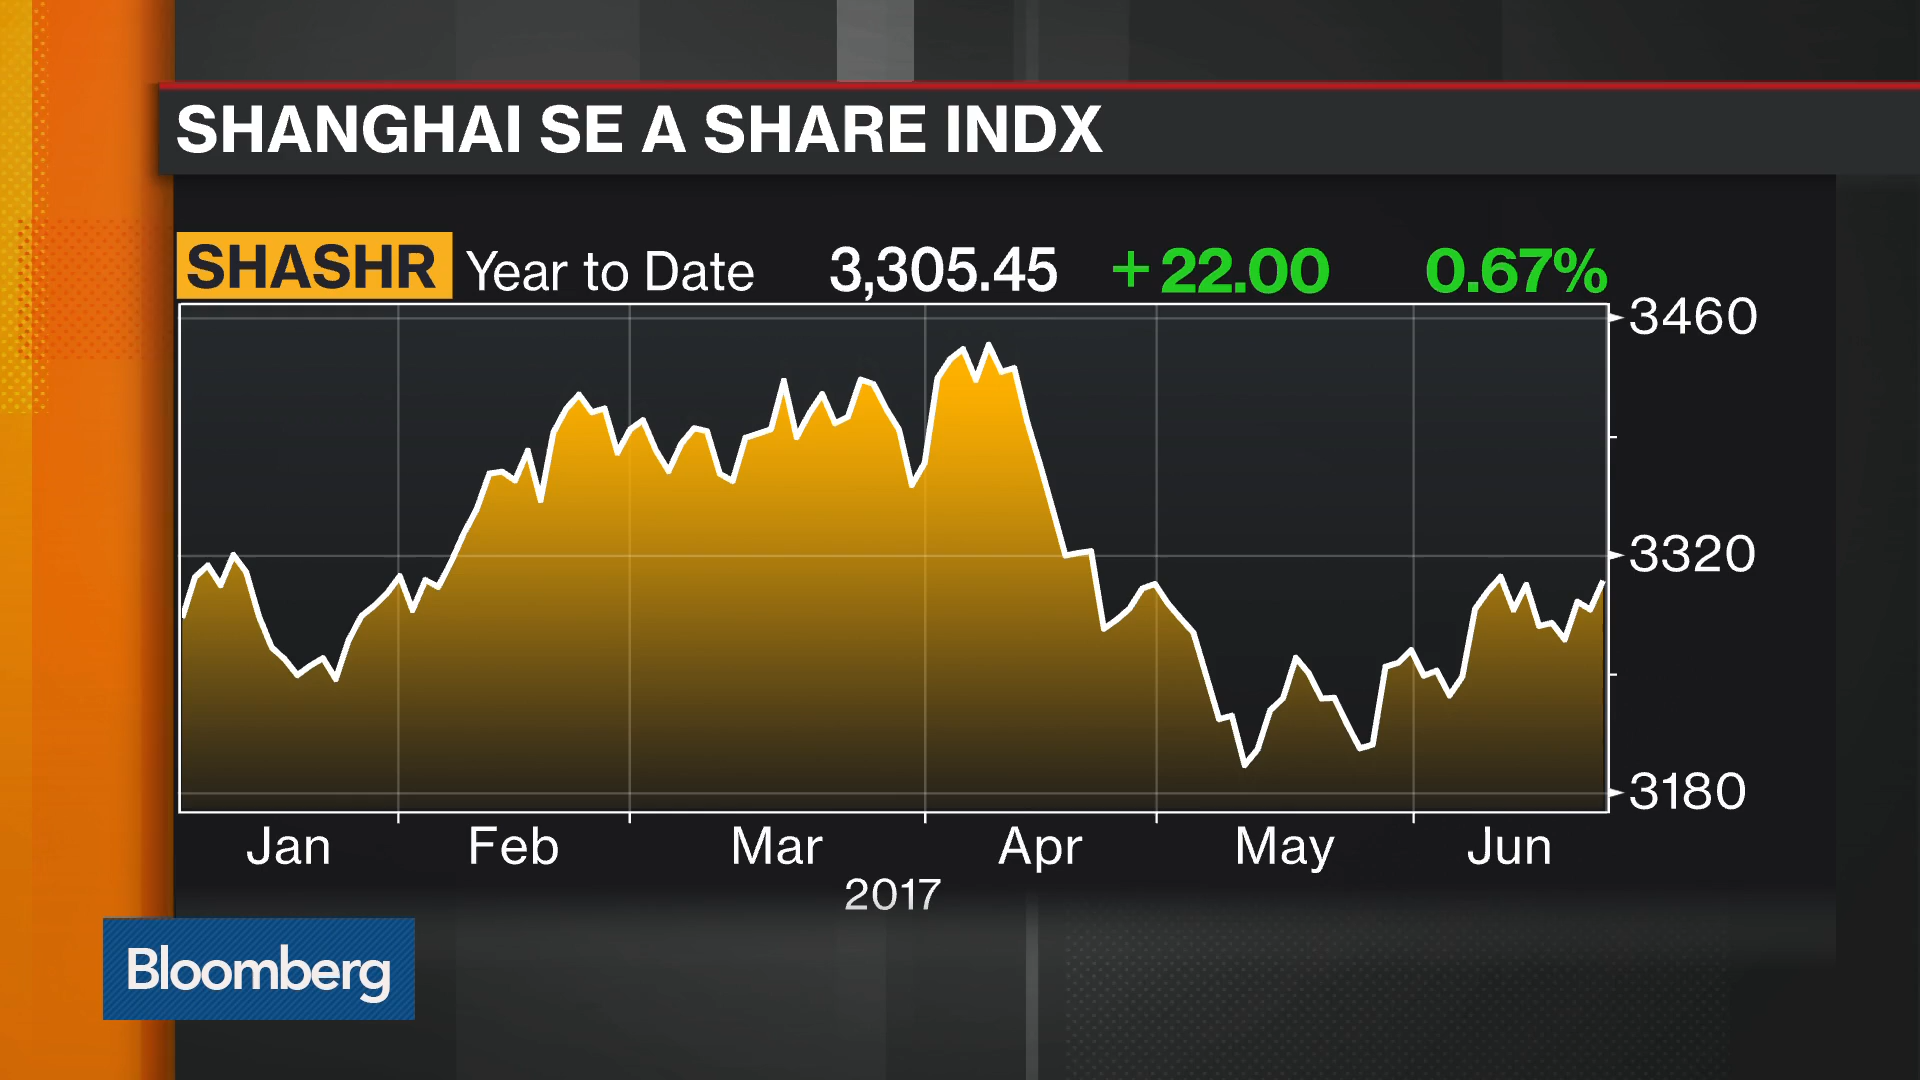 SHANGHAI SE A SHARE INDX
SHASHR Year to Date 3,305.45 +22.00 0.67%
3460
3320
3180
Jan Feb Mar Apr May Jun
2017
Bloomberg